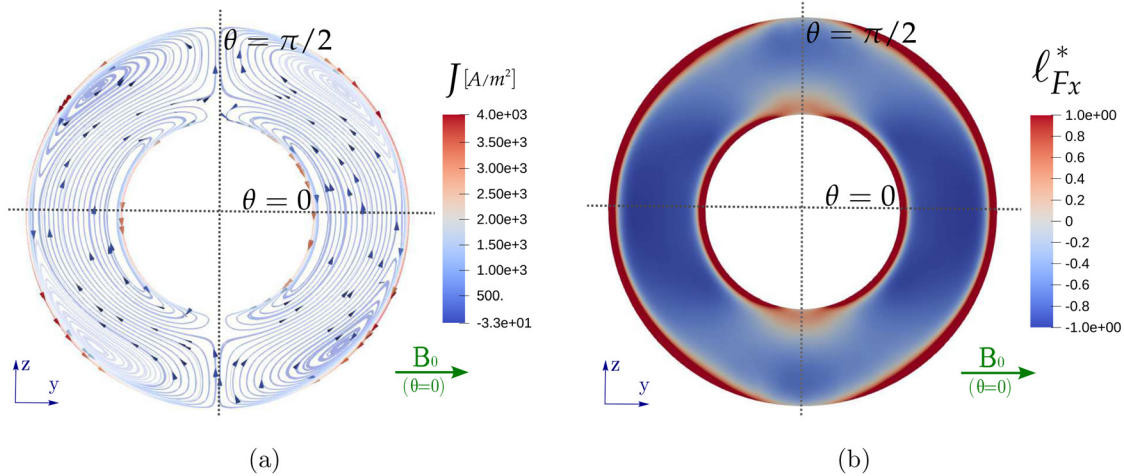 θ = π/2
J [A/m²]
4.0e+03
3.50e+3
3.00e+3
2.50e+3
2.00e+3
1.50e+3
1.00e+3
500.
-3.3e+01
θ = 0
z
y
B₀
(θ=0)
(a)
θ = π/2
ℓ*Fx
1.0e+00
0.8
0.6
0.4
0.2
0
-0.2
-0.4
-0.6
-0.8
-1.0e+00
θ = 0
z
y
B₀
(θ=0)
(b)